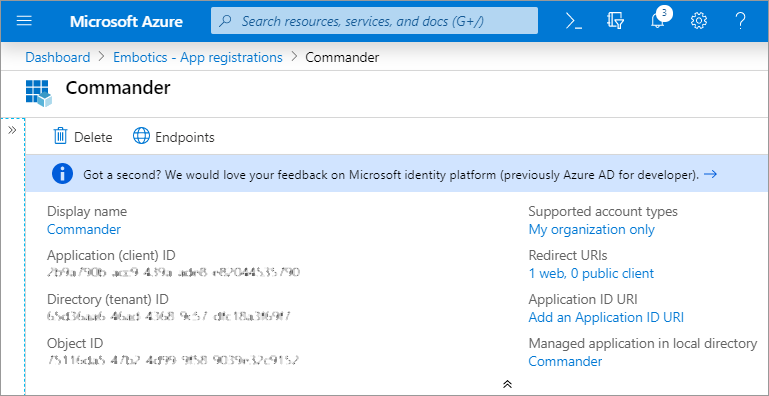 Microsoft Azure
Search resources, services, and docs (G+/)
3
Dashboard > Embotics - App registrations > Commander
Commander
» Delete Endpoints
Got a second? We would love your feedback on Microsoft identity platform (previously Azure AD for developer). →
Display name
Commander
Application (client) ID
Directory (tenant) ID
Object ID
Supported account types
My organization only
Redirect URIs
1 web, 0 public client
Application ID URI
Add an Application ID URI
Managed application in local directory
Commander